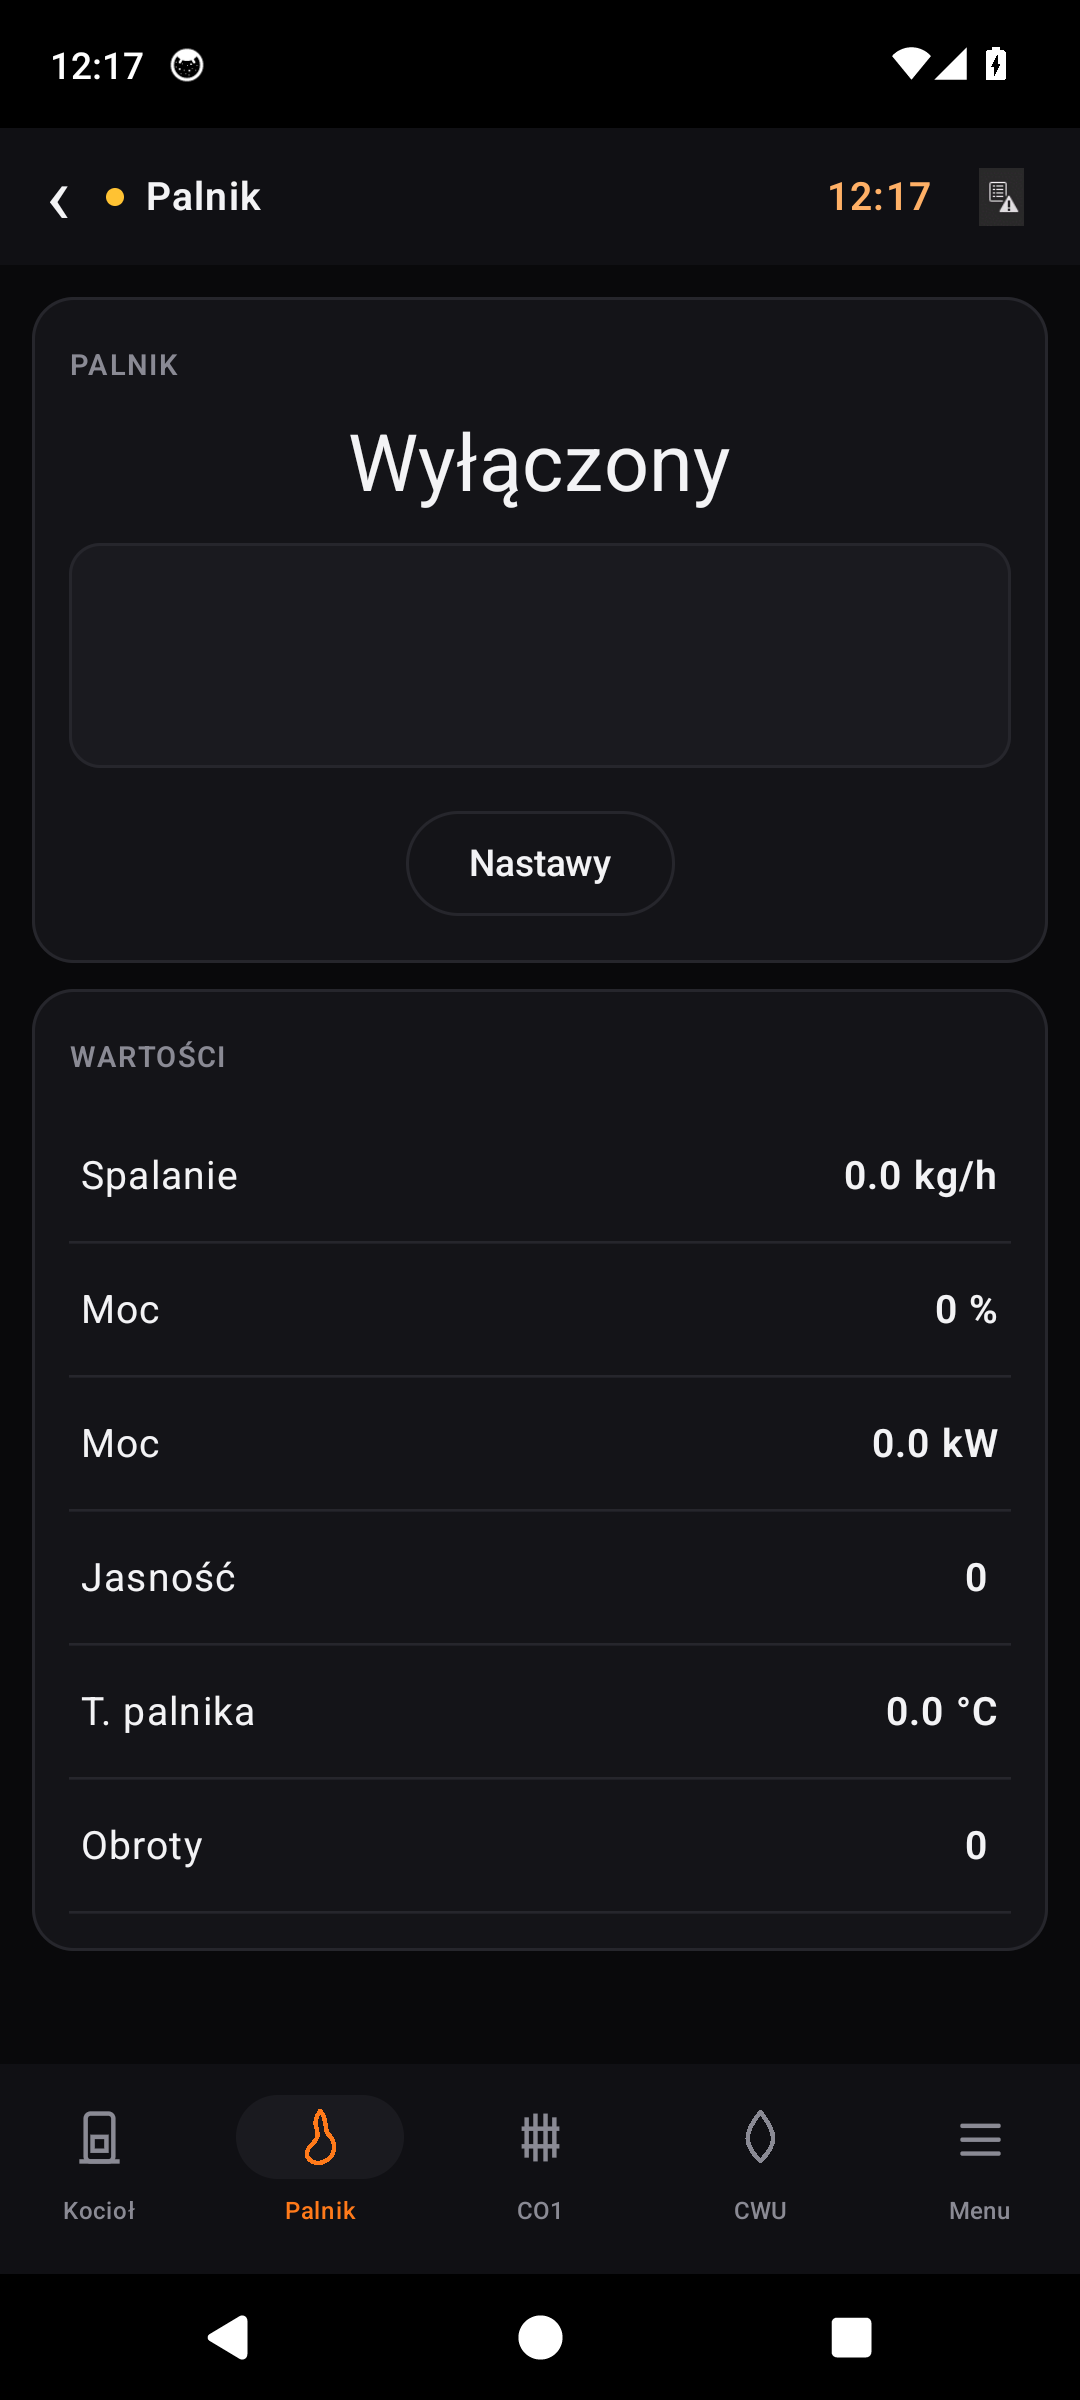 12:17
Palnik
12:17
PALNIK
Wyłączony
Nastawy
WARTOŚCI
Spalanie 0.0 kg/h
Moc 0 %
Moc 0.0 kW
Jasność 0
T. palnika 0.0 °C
Obroty 0
Kocioł Palnik CO1 CWU Menu